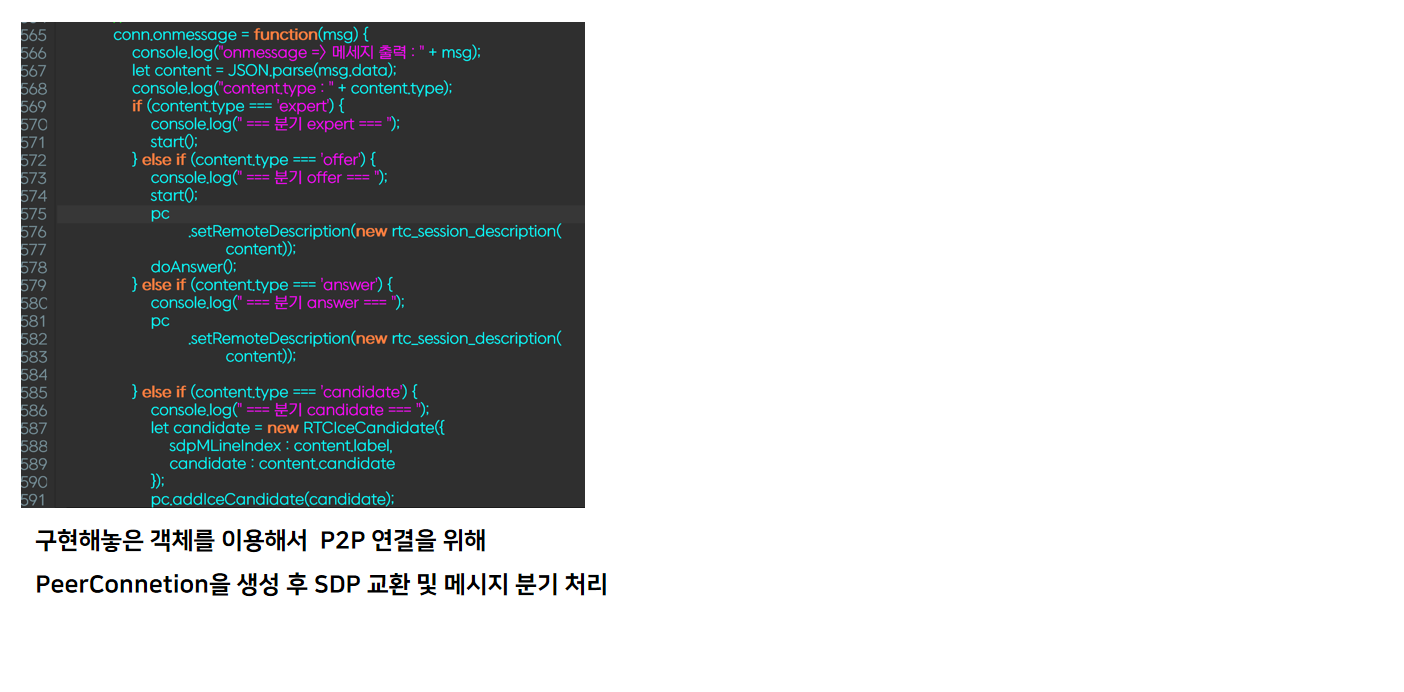 565 conn.onmessage = function(msg) {
566 console.log("onmessage => 메세지 출력 : " + msg);
567 let content = JSON.parse(msg.data);
568 console.log("content.type : " + content.type);
569 if (content.type === 'expert') {
570 console.log(" === 분기 expert === ");
571 start();
572 } else if (content.type === 'offer') {
573 console.log(" === 분기 offer === ");
574 start();
575 pc
576 .setRemoteDescription(new rtc_session_description(
577 content));
578 doAnswer();
579 } else if (content.type === 'answer') {
580 console.log(" === 분기 answer === ");
581 pc
582 .setRemoteDescription(new rtc_session_description(
583 content));
584
585 } else if (content.type === 'candidate') {
586 console.log(" === 분기 candidate === ");
587 let candidate = new RTCIceCandidate({
588 sdpMLineIndex : content.label,
589 candidate : content.candidate
590 });
591 pc.addIceCandidate(candidate);
구현해놓은 객체를 이용해서 P2P 연결을 위해
PeerConnetion을 생성 후 SDP 교환 및 메시지 분기 처리